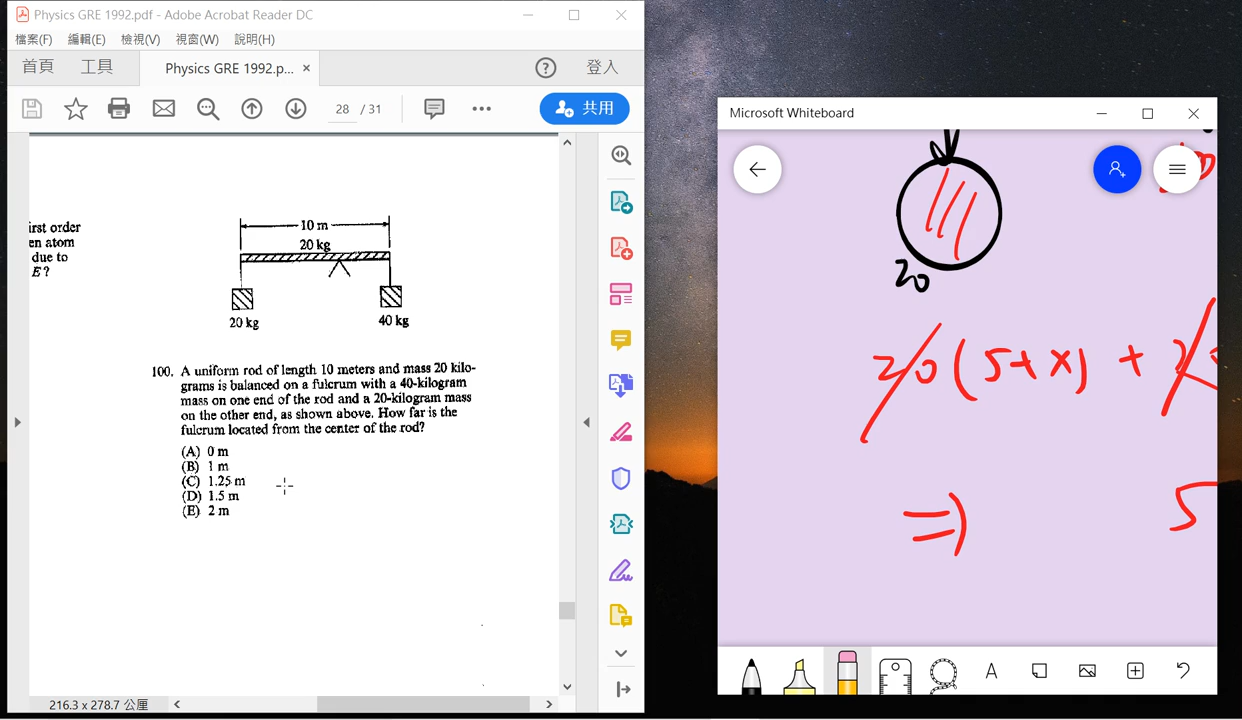 Physics GRE 1992.pdf - Adobe Acrobat Reader DC
檔案(F) 編輯(E) 檢視(V) 視窗(W) 說明(H)
首頁 工具 Physics GRE 1992.p... × ? 登入
28 / 31 共用
irst order
en atom
due to
E?
10 m
20 kg
20 kg
40 kg
100. A uniform rod of length 10 meters and mass 20 kilo-
grams is balanced on a fulcrum with a 40-kilogram
mass on one end of the rod and a 20-kilogram mass
on the other end, as shown above. How far is the
fulcrum located from the center of the rod?
(A) 0 m
(B) 1 m
(C) 1.25 m
(D) 1.5 m
(E) 2 m
216.3 x 278.7 公厘
Microsoft Whiteboard
20
20(5+x) +
=> 5
A